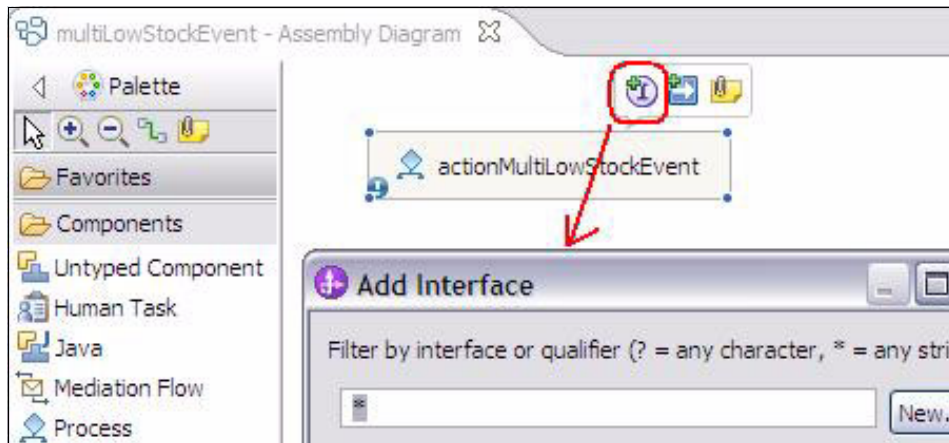 multiLowStockEvent - Assembly Diagram
Palette
Favorites
Components
Untyped Component
Human Task
Java
Mediation Flow
Process
actionMultiLowStockEvent
Add Interface
Filter by interface or qualifier (? = any character, * = any stri
*
New.